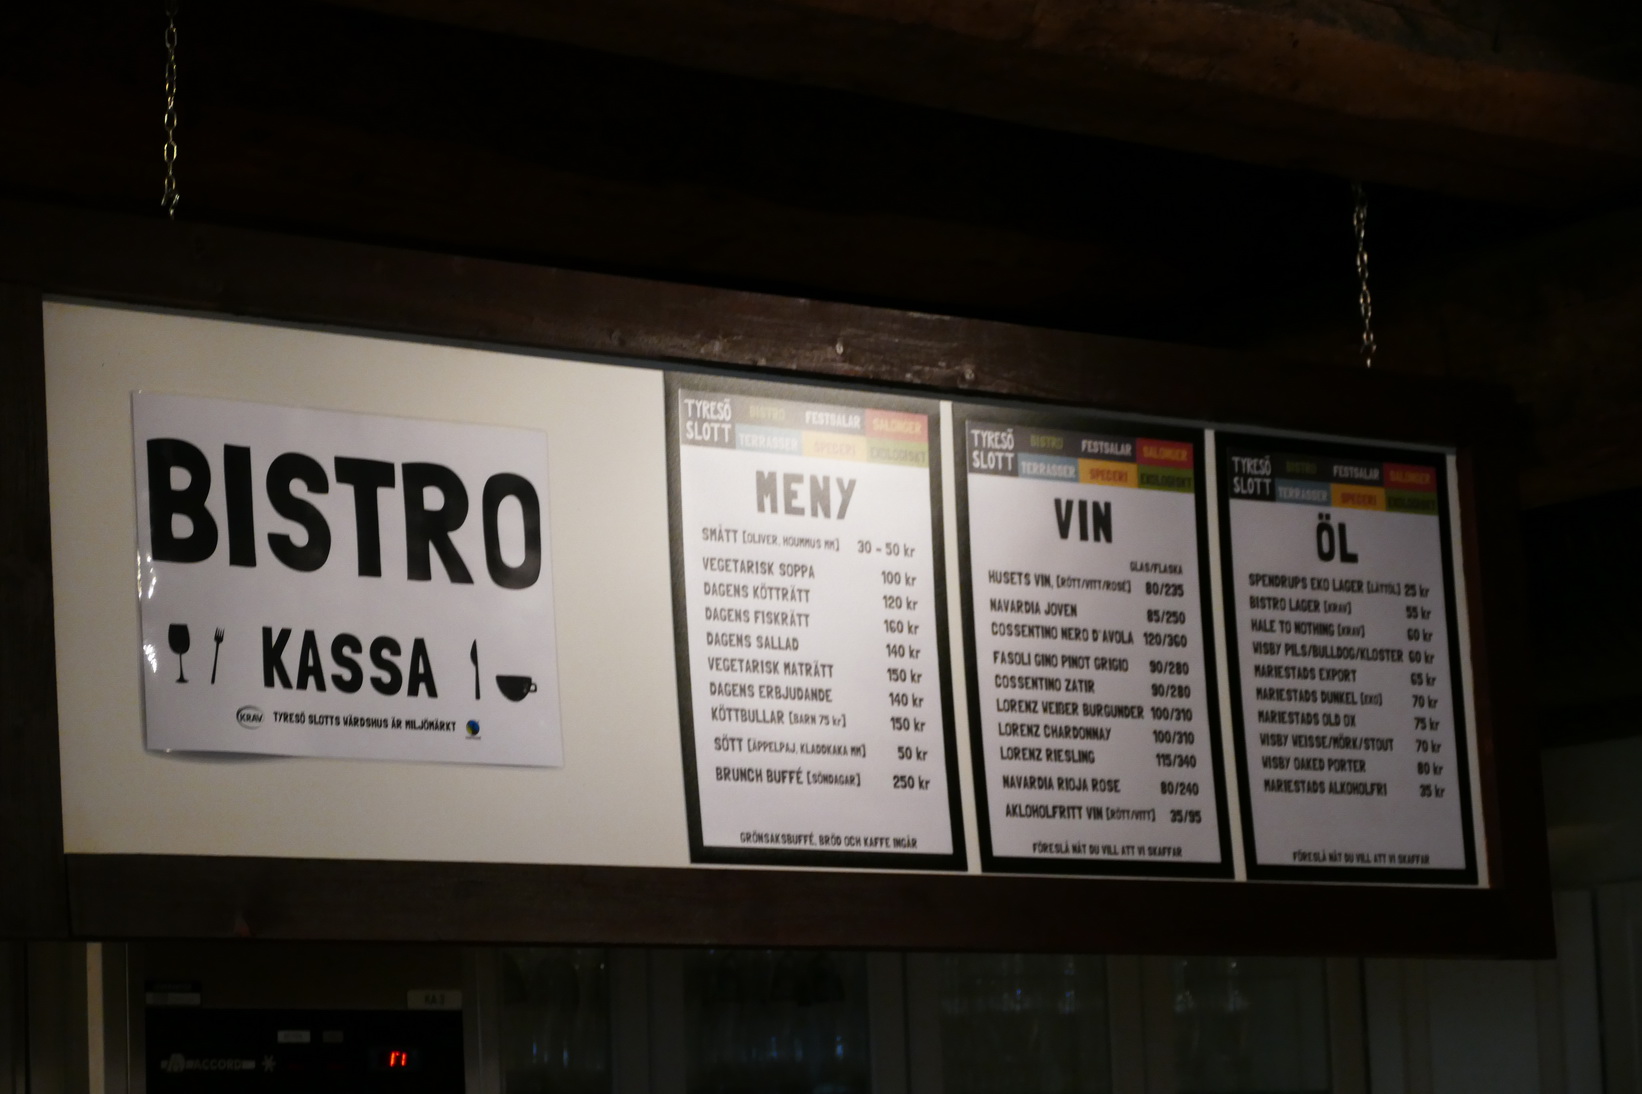 BISTRO
KASSA
KRAV TYRESÖ SLOTTS VÄRDSHUS ÄR MILJÖMÄRKT
TYRESÖ SLOTT BISTRO FESTSALAR SALONGER
TERRASSER SPECERI EKOLOGISKT
MENY
SMÅTT [OLIVER, HOUMMUS MM] 30 - 50 kr
VEGETARISK SOPPA 100 kr
DAGENS KÖTTRÄTT 120 kr
DAGENS FISKRÄTT 160 kr
DAGENS SALLAD 140 kr
VEGETARISK MATRÄTT 150 kr
DAGENS ERBJUDANDE 140 kr
KÖTTBULLAR [BARN 75 kr] 150 kr
SÖTT [ÄPPELPAJ, KLADDKAKA MM] 50 kr
BRUNCH BUFFÉ [SÖNDAGAR] 250 kr
GRÖNSAKSBUFFÉ, BRÖD OCH KAFFE INGÅR
TYRESÖ SLOTT BISTRO FESTSALAR SALONGER
TERRASSER SPECERI EKOLOGISKT
VIN
GLAS/FLASKA
HUSETS VIN, [RÖTT/VITT/ROSE] 80/235
NAVARDIA JOVEN 85/250
COSSENTINO NERO D'AVOLA 120/360
FASOLI GINO PINOT GRIGIO 90/280
COSSENTINO ZATIR 90/280
LORENZ WEIßER BURGUNDER 100/310
LORENZ CHARDONNAY 100/310
LORENZ RIESLING 115/340
NAVARDIA RIOJA ROSE 80/240
AKLOHOLFRITT VIN [RÖTT/VITT] 35/95
FÖRESLÅ NÅT DU VILL ATT VI SKAFFAR
TYRESÖ SLOTT BISTRO FESTSALAR SALONGER
TERRASSER SPECERI EKOLOGISKT
ÖL
SPENDRUPS EKO LAGER [LÄTTÖL] 25 kr
BISTRO LAGER [KRAV] 55 kr
HALE TO NOTHING [KRAV] 60 kr
VISBY PILS/BULLDOG/KLOSTER 60 kr
MARIESTADS EXPORT 65 kr
MARIESTADS DUNKEL [EKO] 70 kr
MARIESTADS OLD OX 75 kr
VISBY WEISSE/MÖRK/STOUT 70 kr
VISBY OAKED PORTER 80 kr
MARIESTADS ALKOHOLFRI 35 kr
FÖRESLÅ NÅT DU VILL ATT VI SKAFFAR